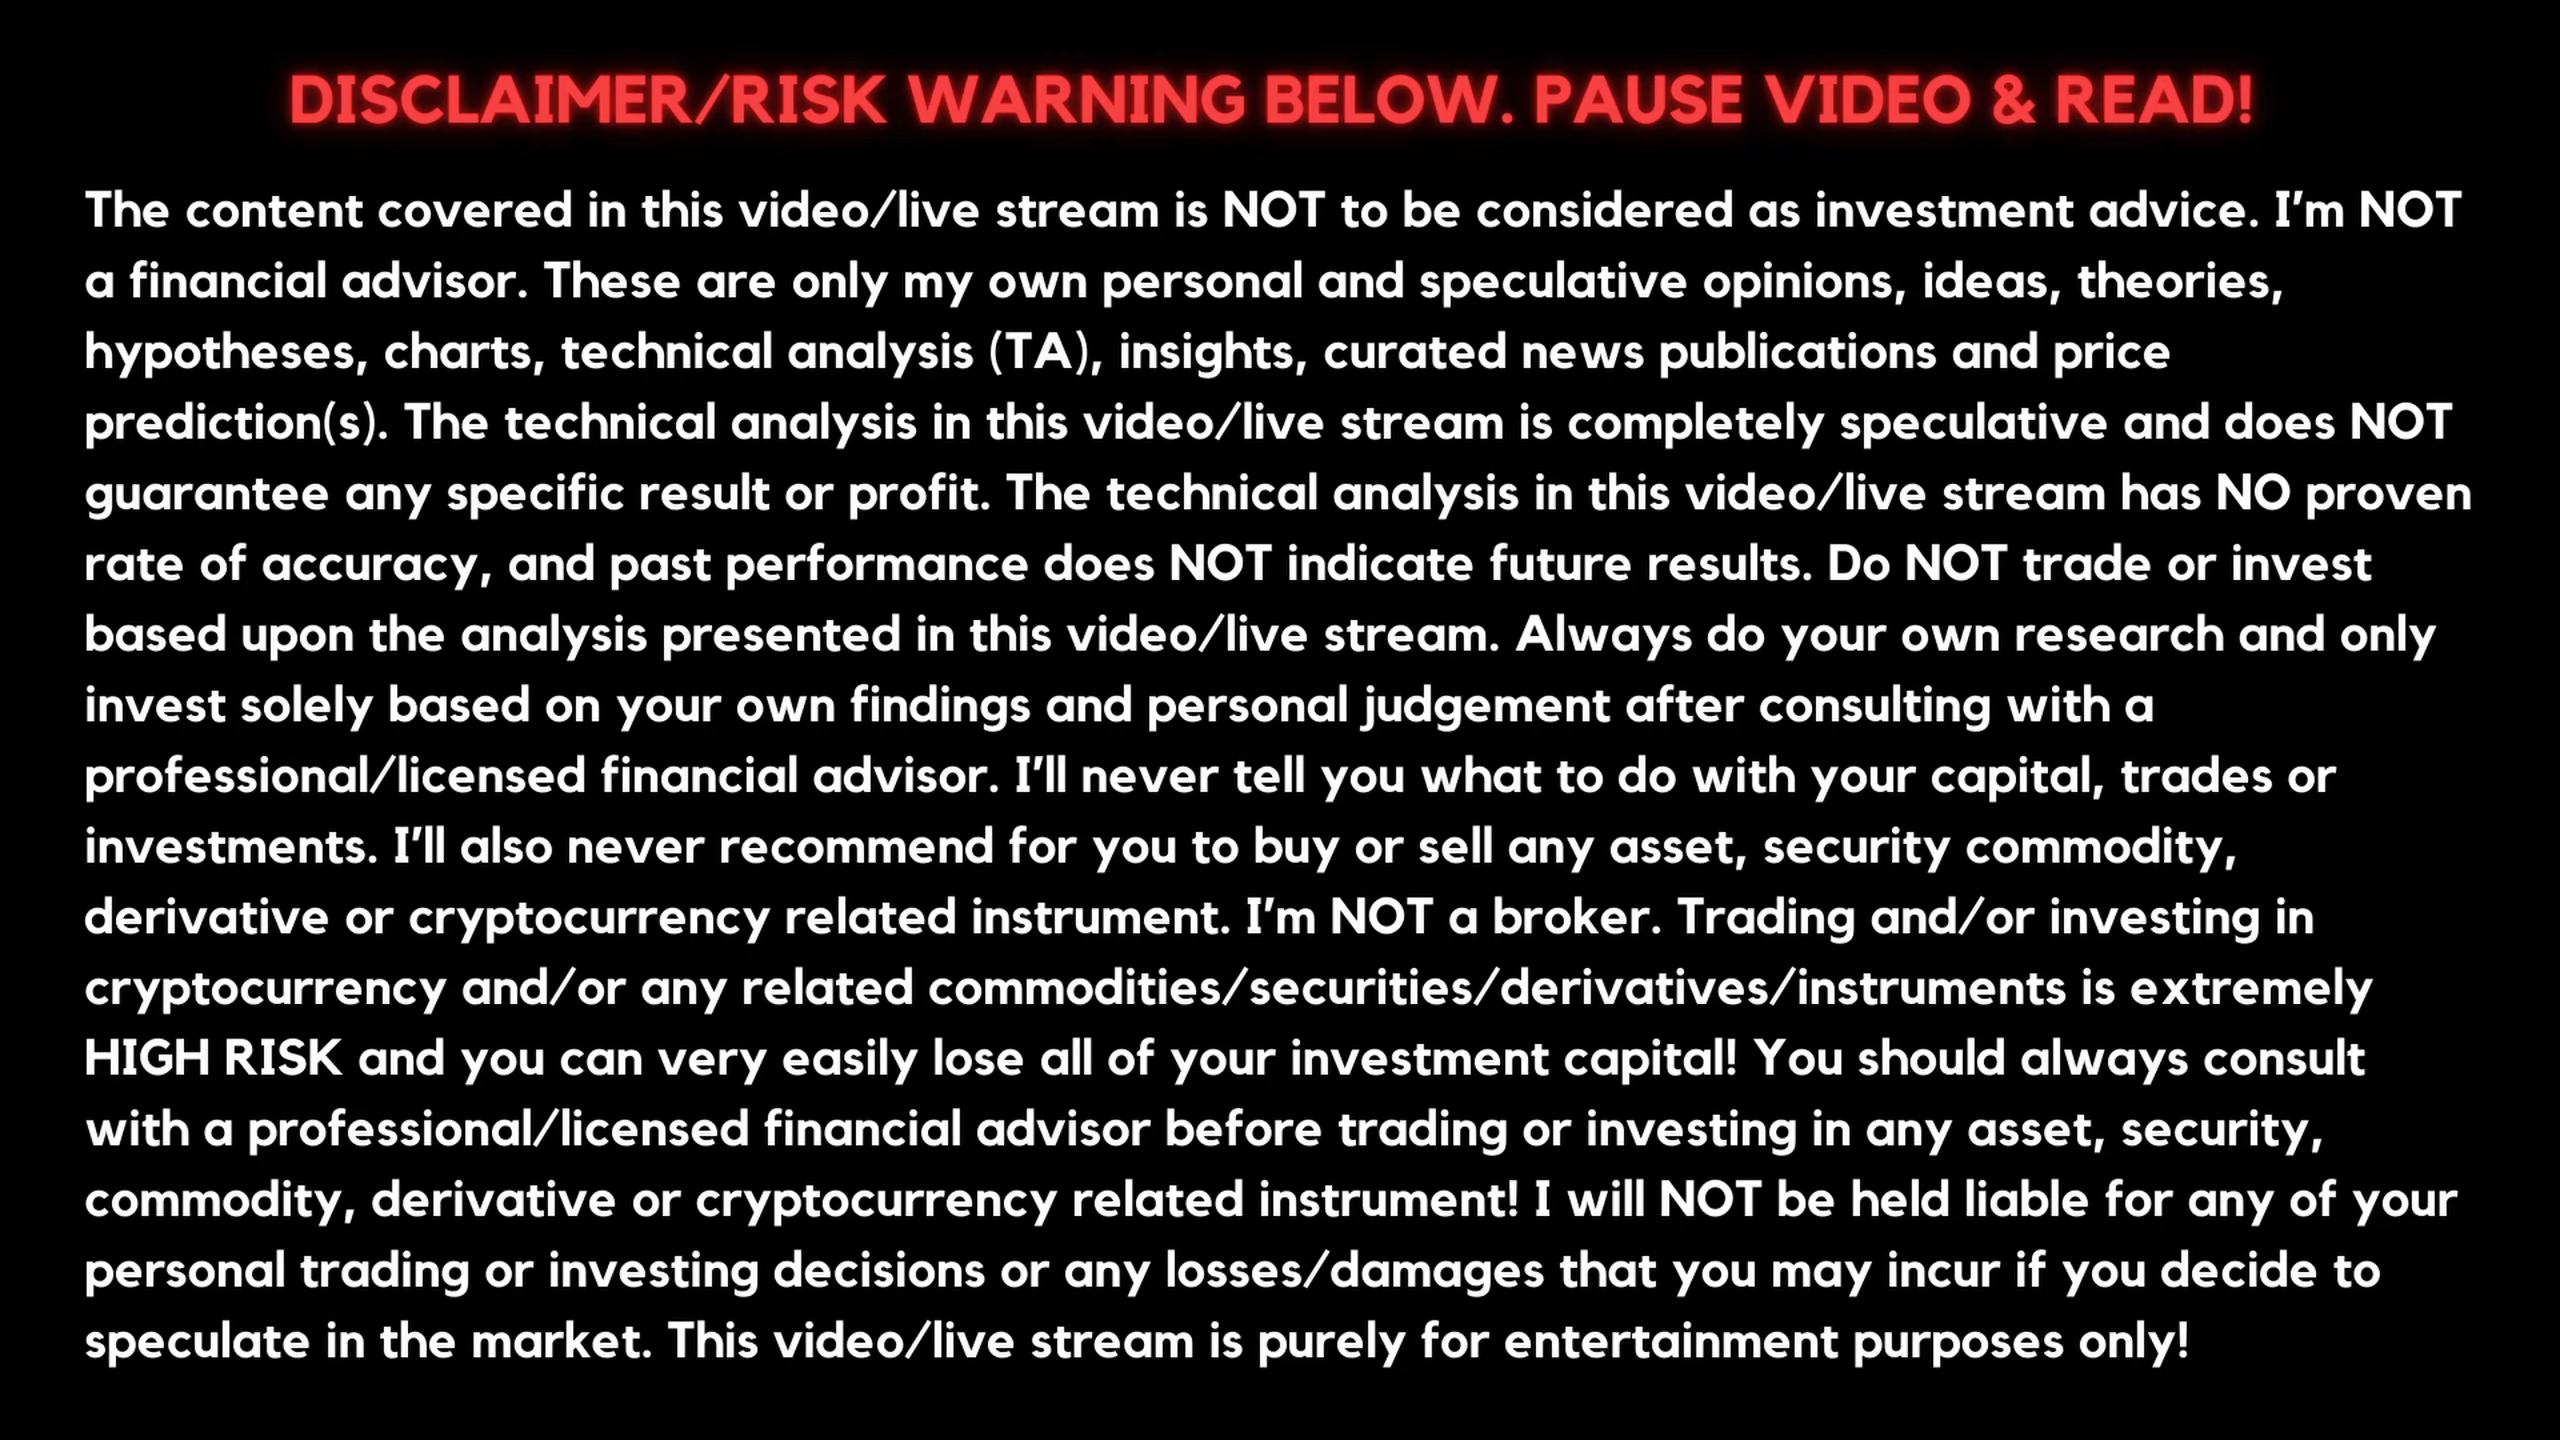 DISCLAIMER/RISK WARNING BELOW. PAUSE VIDEO & READ!
The content covered in this video/live stream is NOT to be considered as investment advice. I'm NOT
a financial advisor. These are only my own personal and speculative opinions, ideas, theories,
hypotheses, charts, technical analysis (TA), insights, curated news publications and price
prediction(s). The technical analysis in this video/live stream is completely speculative and does NOT
guarantee any specific result or profit. The technical analysis in this video/live stream has NO proven
rate of accuracy, and past performance does NOT indicate future results. Do NOT trade or invest
based upon the analysis presented in this video/live stream. Always do your own research and only
invest solely based on your own findings and personal judgement after consulting with a
professional/licensed financial advisor. I'll never tell you what to do with your capital, trades or
investments. I'll also never recommend for you to buy or sell any asset, security commodity,
derivative or cryptocurrency related instrument. I'm NOT a broker. Trading and/or investing in
cryptocurrency and/or any related commodities/securities/derivatives/instruments is extremely
HIGH RISK and you can very easily lose all of your investment capital! You should always consult
with a professional/licensed financial advisor before trading or investing in any asset, security,
commodity, derivative or cryptocurrency related instrument! I will NOT be held liable for any of your
personal trading or investing decisions or any losses/damages that you may incur if you decide to
speculate in the market. This video/live stream is purely for entertainment purposes only!